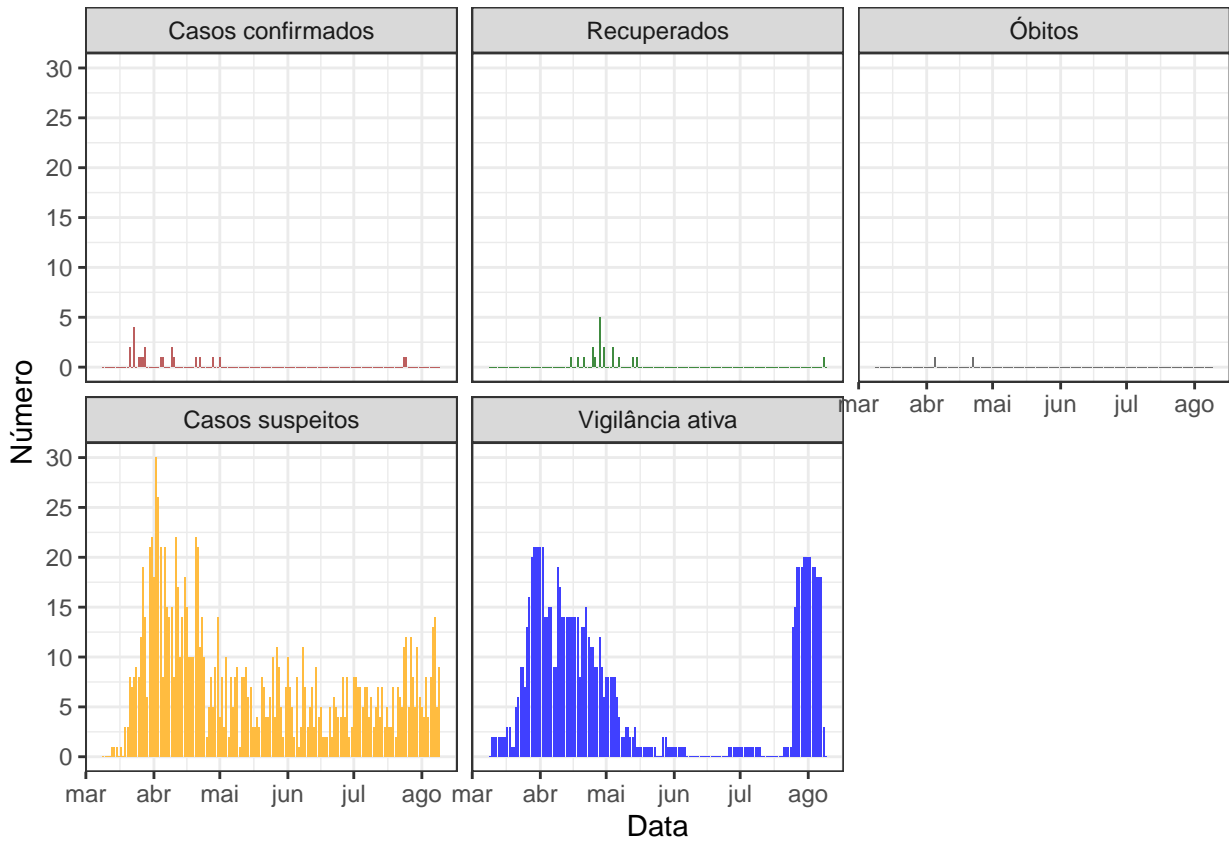 Casos confirmados
Recuperados
Óbitos
30
25
20
15
10
5
0
mar abr mai jun jul ago
Casos suspeitos
Vigilância ativa
30
25
20
15
10
5
0
mar abr mai jun jul ago
mar abr mai jun jul ago
Número
Data